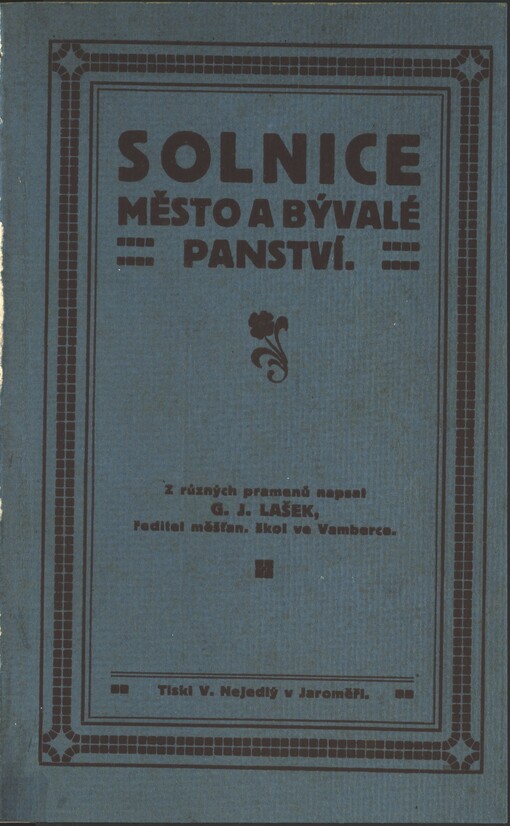 SOLNICE
MĚSTO A BÝVALÉ
PANSTVÍ.
Z různých pramenů napsal
G. J. LAŠEK,
ředitel měšťan. škol ve Vamberce.
Tiskl V. Nejedlý v Jaroměři.